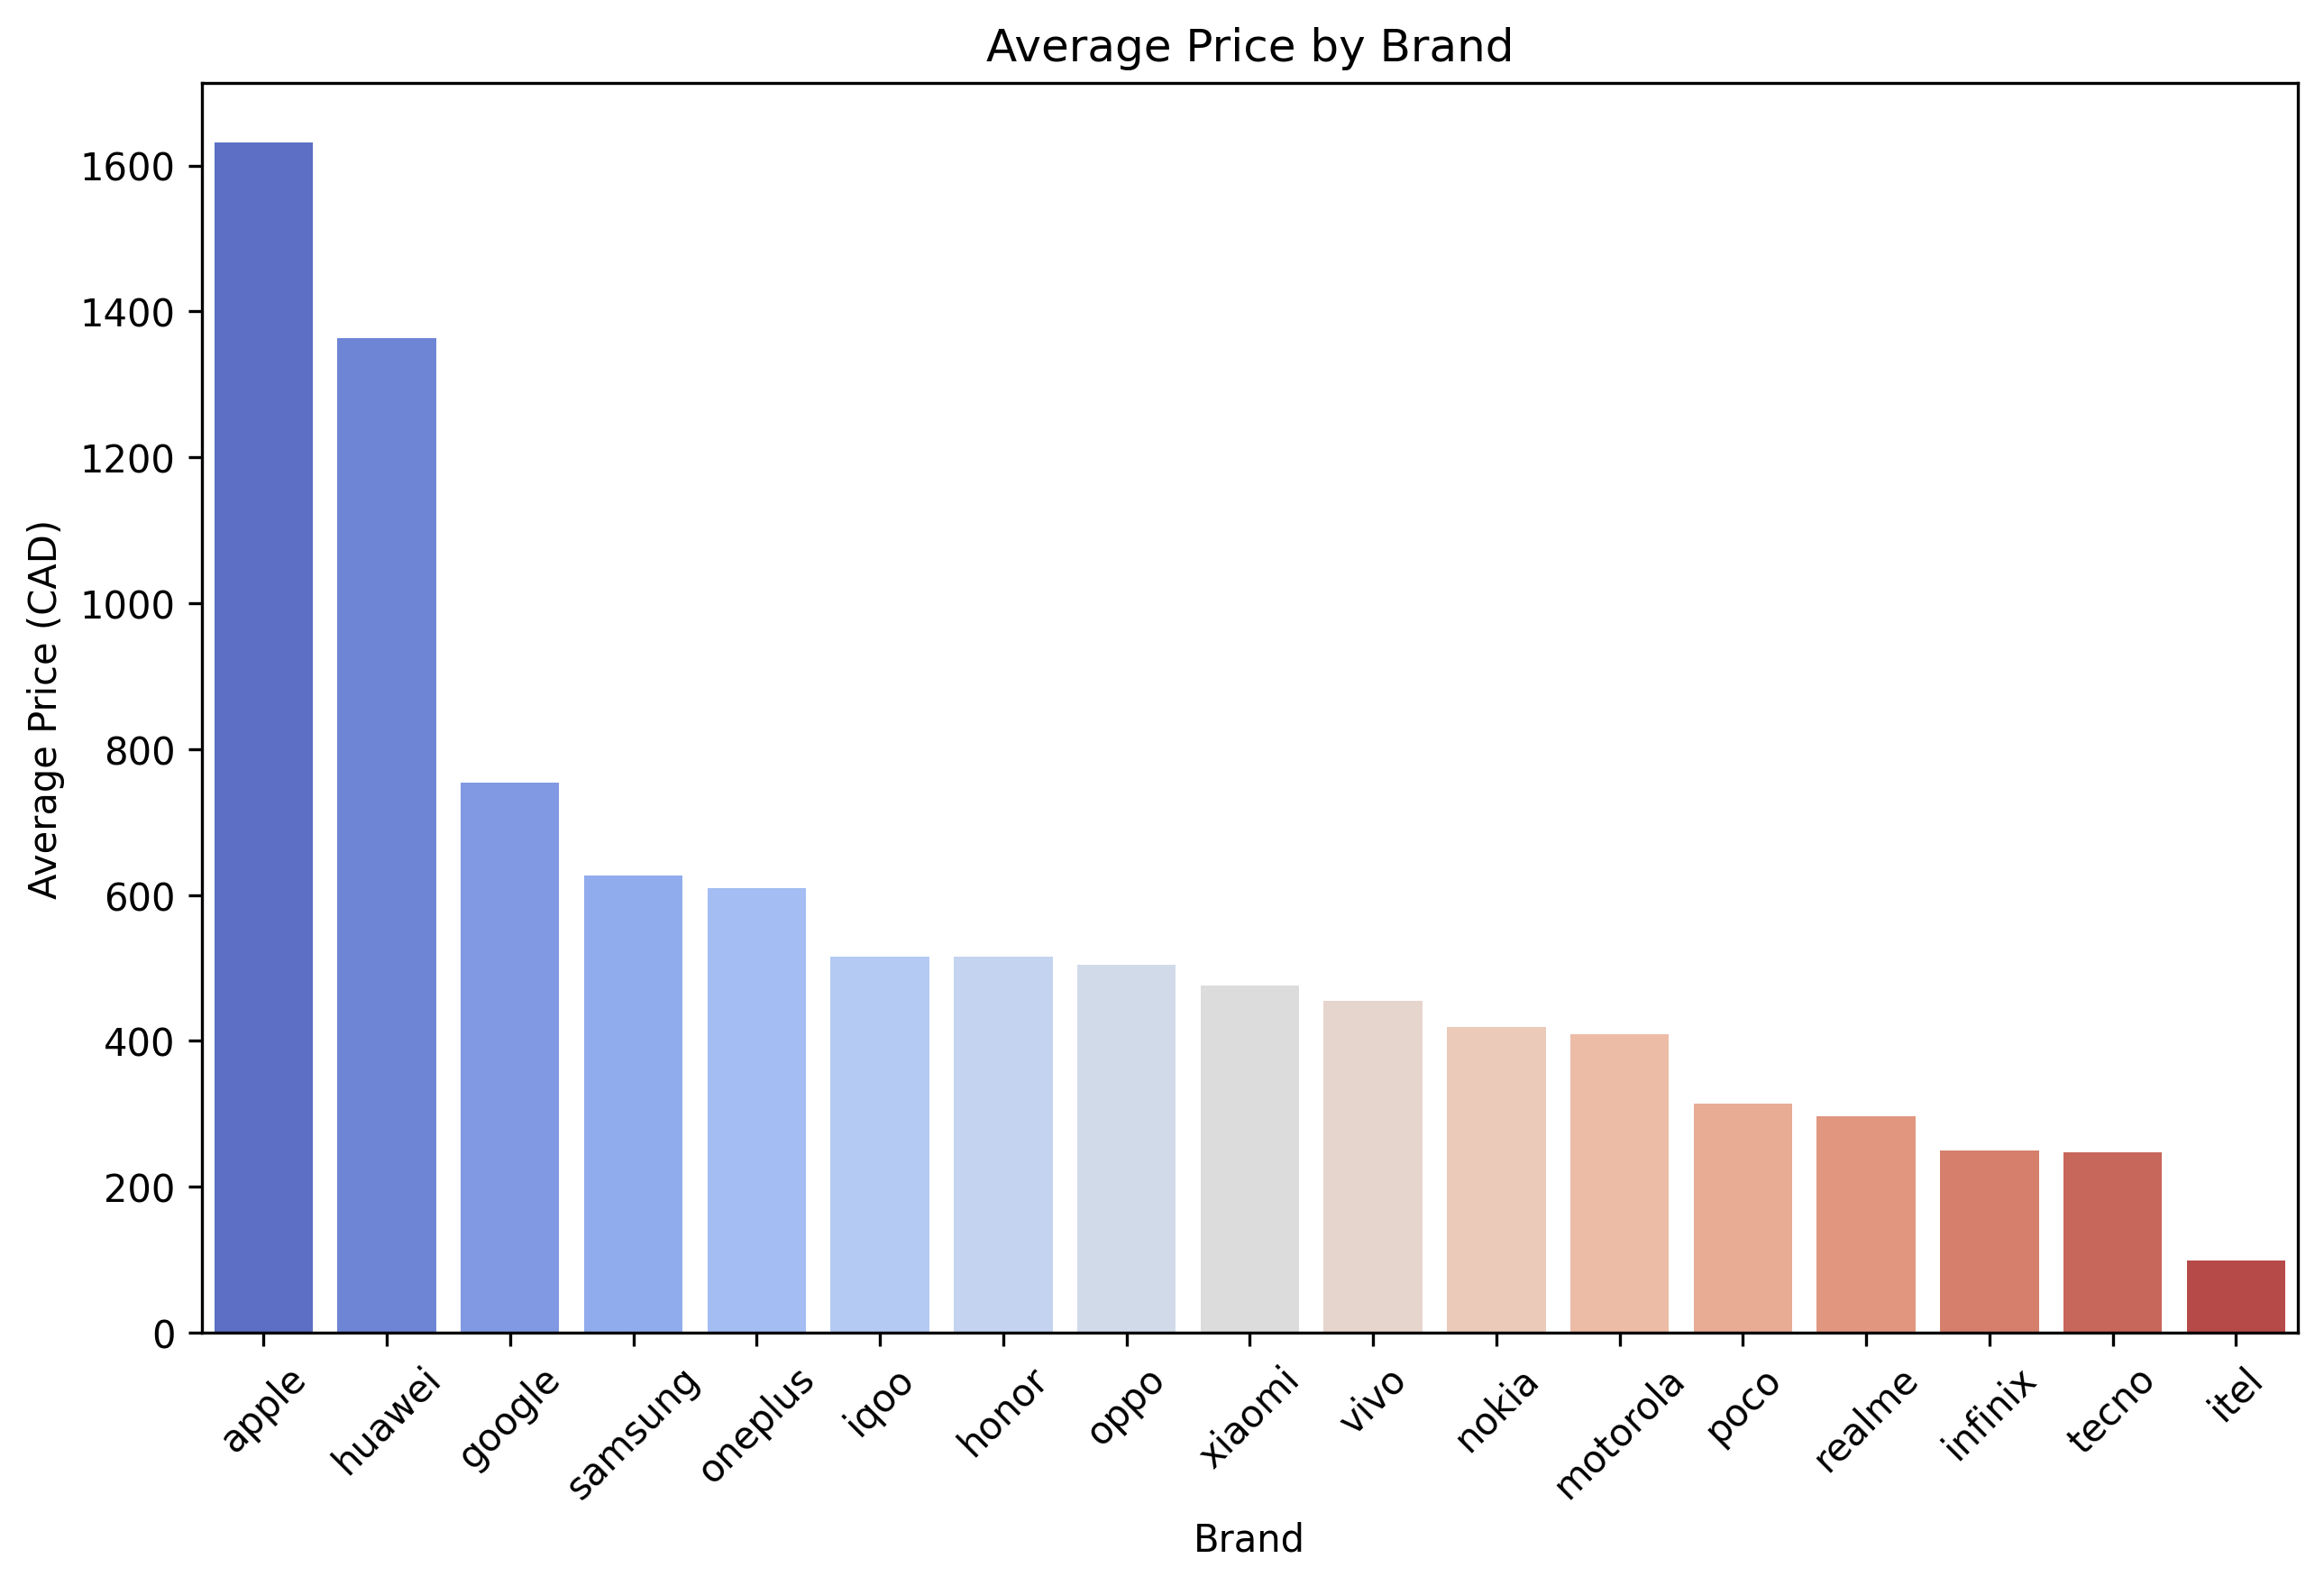 Average Price by Brand
Average Price (CAD)
1600
1400
1200
1000
800
600
400
200
0
apple
huawei
google
samsung
oneplus
iqoo
honor
oppo
xiaomi
vivo
nokia
motorola
poco
realme
infinix
tecno
itel
Brand